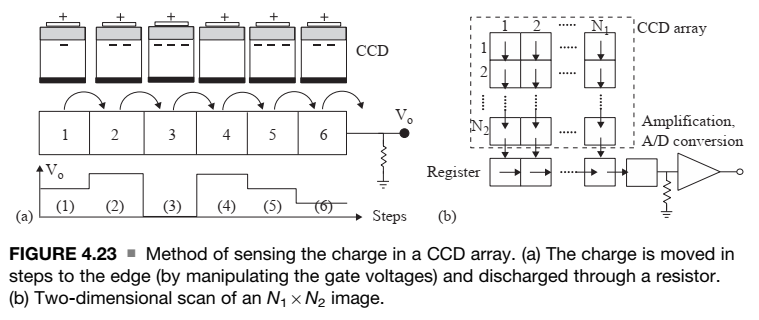 + + + + + +
− − − − − − − − − − − −
CCD
1 2 3 4 5 6
Vo
Vo
(1) (2) (3) (4) (5) (6)
(a)
Steps
1 2 ..... N1
CCD array
1
2
N2
Amplification,
A/D conversion
Register
(b)
FIGURE 4.23 ■ Method of sensing the charge in a CCD array. (a) The charge is moved in
steps to the edge (by manipulating the gate voltages) and discharged through a resistor.
(b) Two-dimensional scan of an N1 × N2 image.